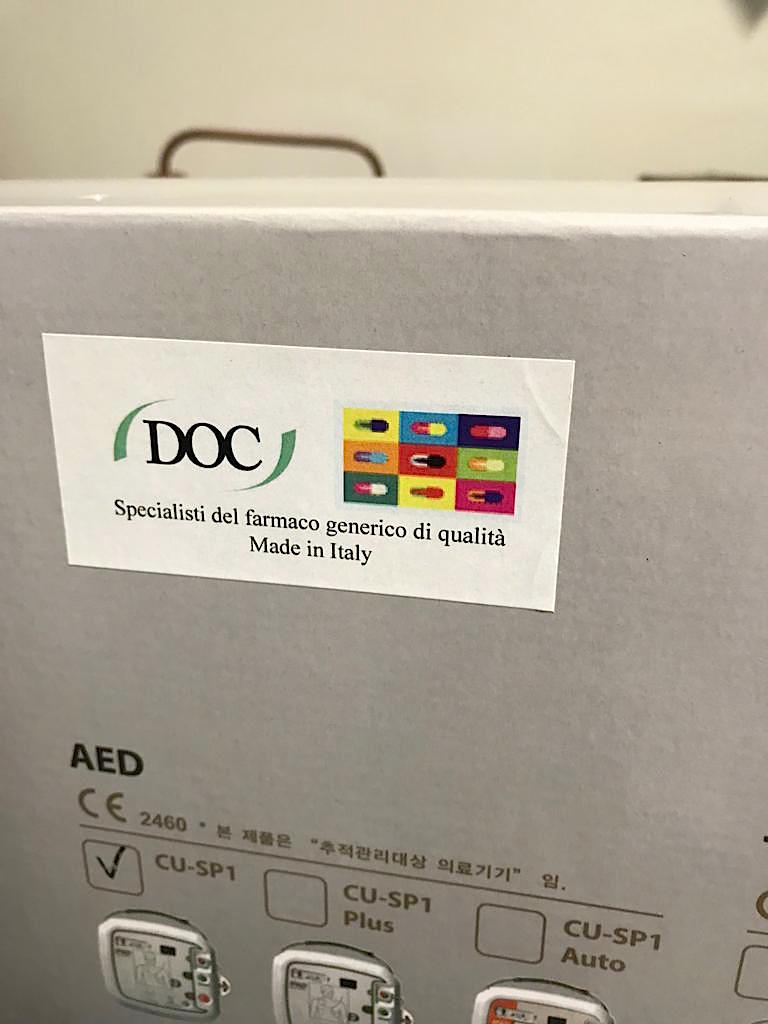 DOC
Specialisti del farmaco generico di qualità
Made in Italy
AED
CE 2460 * 본 제품은 "추적관리대상 의료기기" 임.
CU-SP1
CU-SP1 Plus
CU-SP1 Auto